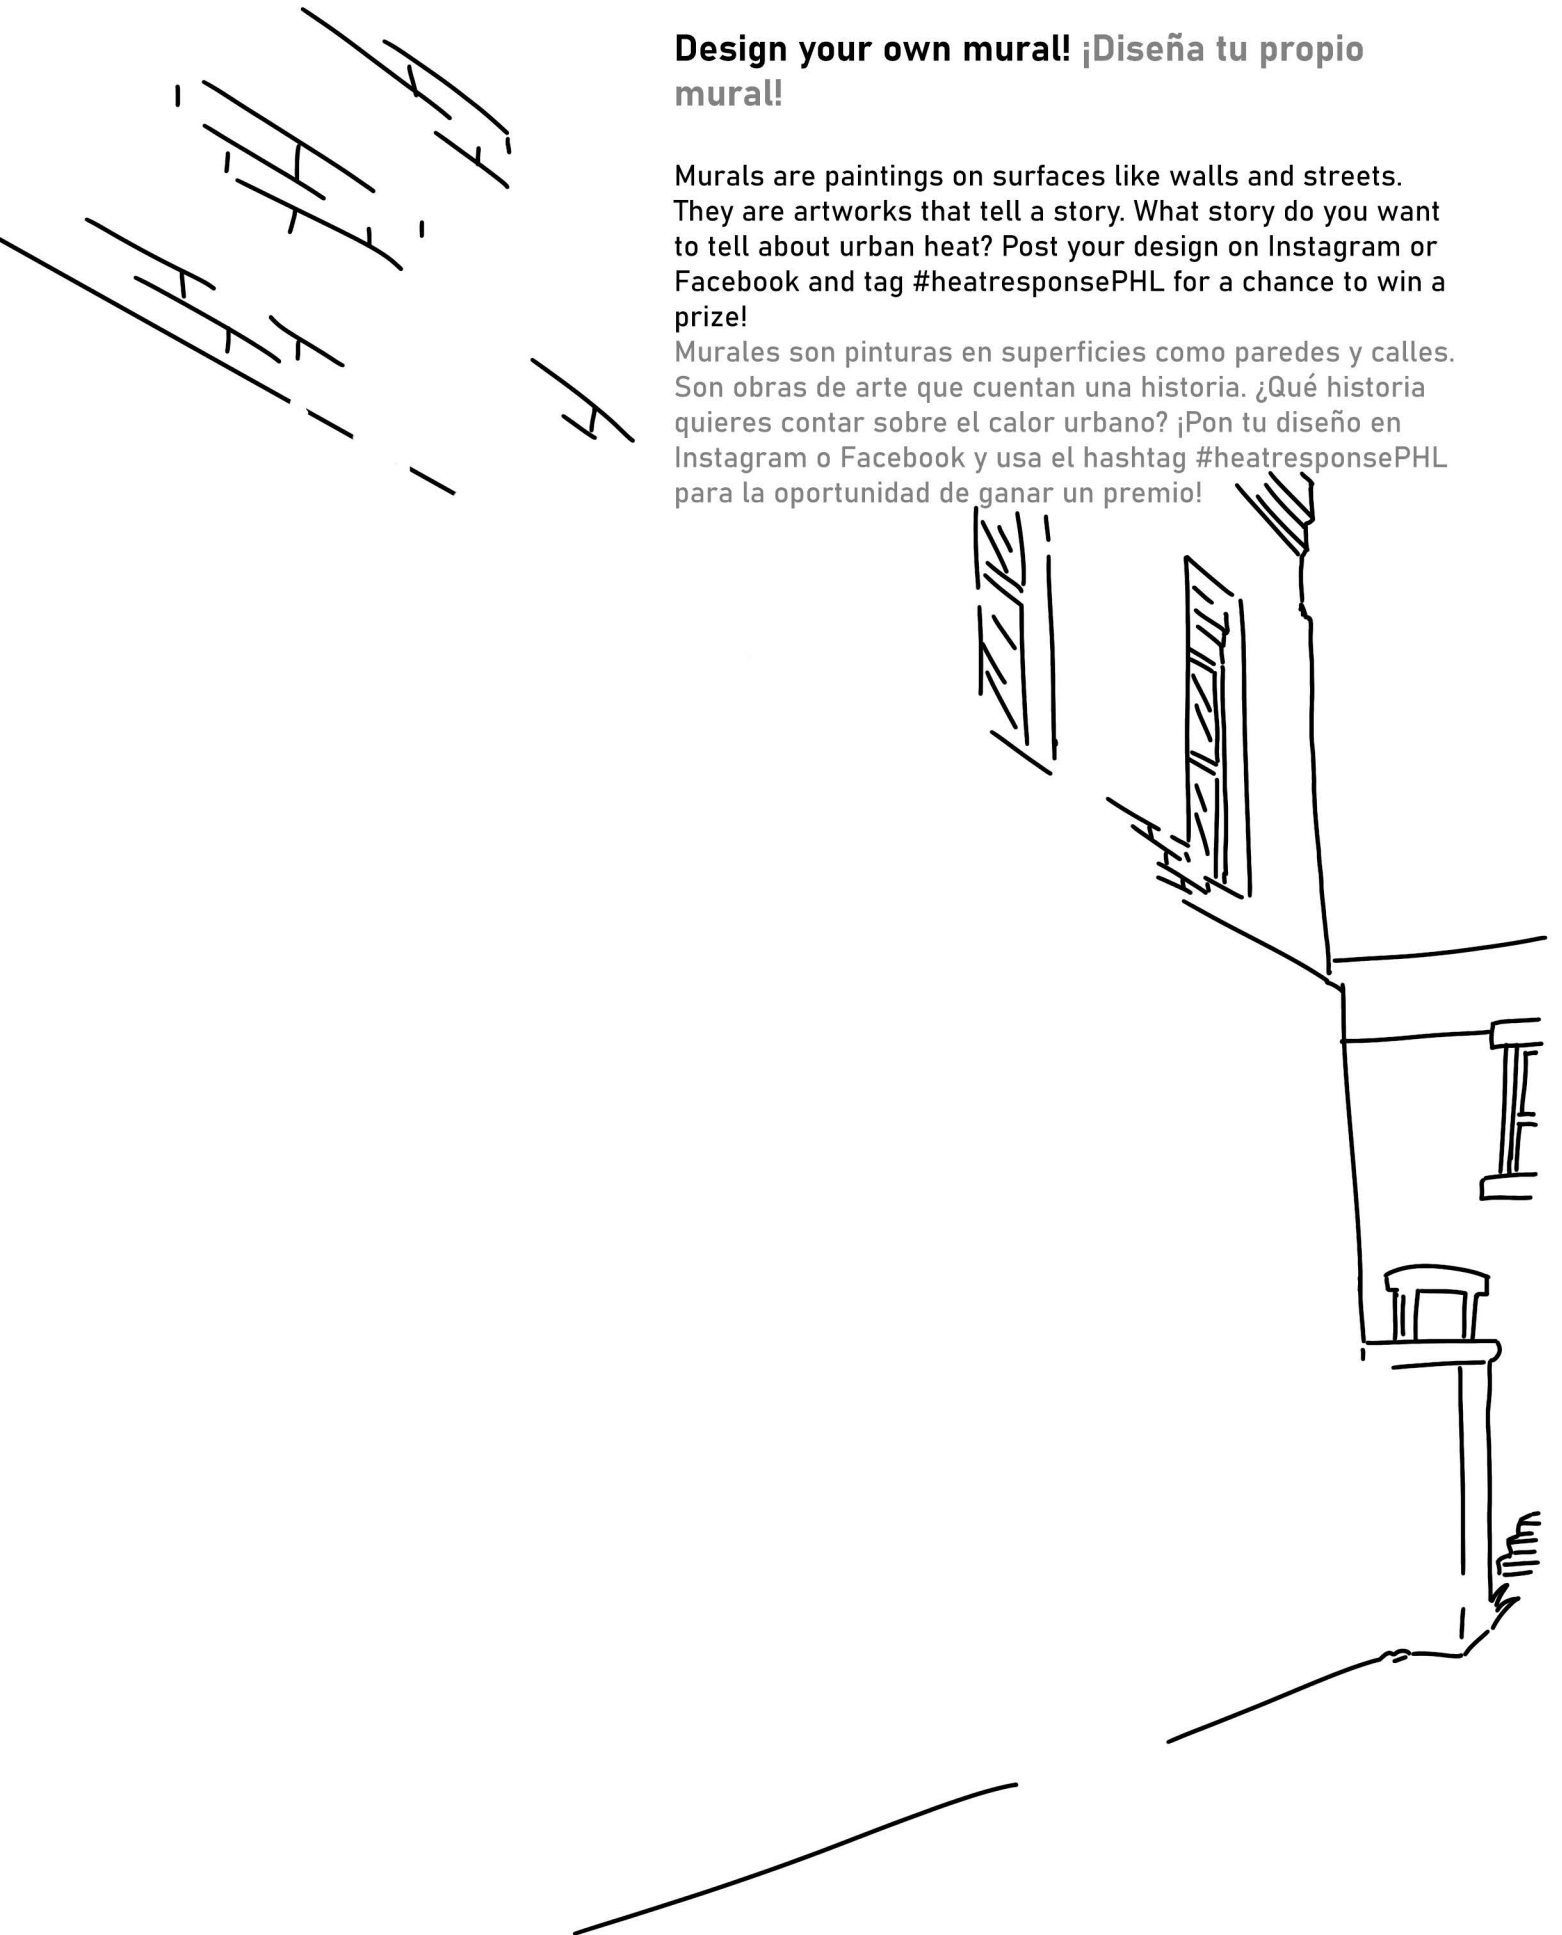 Design your own mural! ¡Diseña tu propio
mural!
Murals are paintings on surfaces like walls and streets.
They are artworks that tell a story. What story do you want
to tell about urban heat? Post your design on Instagram or
Facebook and tag #heatresponsePHL for a chance to win a
prize!
Murales son pinturas en superficies como paredes y calles.
Son obras de arte que cuentan una historia. ¿Qué historia
quieres contar sobre el calor urbano? ¡Pon tu diseño en
Instagram o Facebook y usa el hashtag #heatresponsePHL
para la oportunidad de ganar un premio!